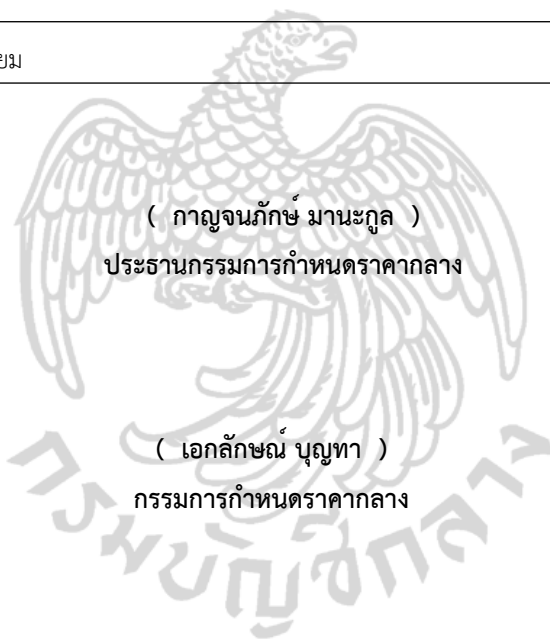 ยม
( กาญจนภักษ์ มานะกูล )
ประธานกรรมการกำหนดราคากลาง
( เอกลักษณ์ บุญทา )
กรรมการกำหนดราคากลาง
กรมบัญชีกลาง